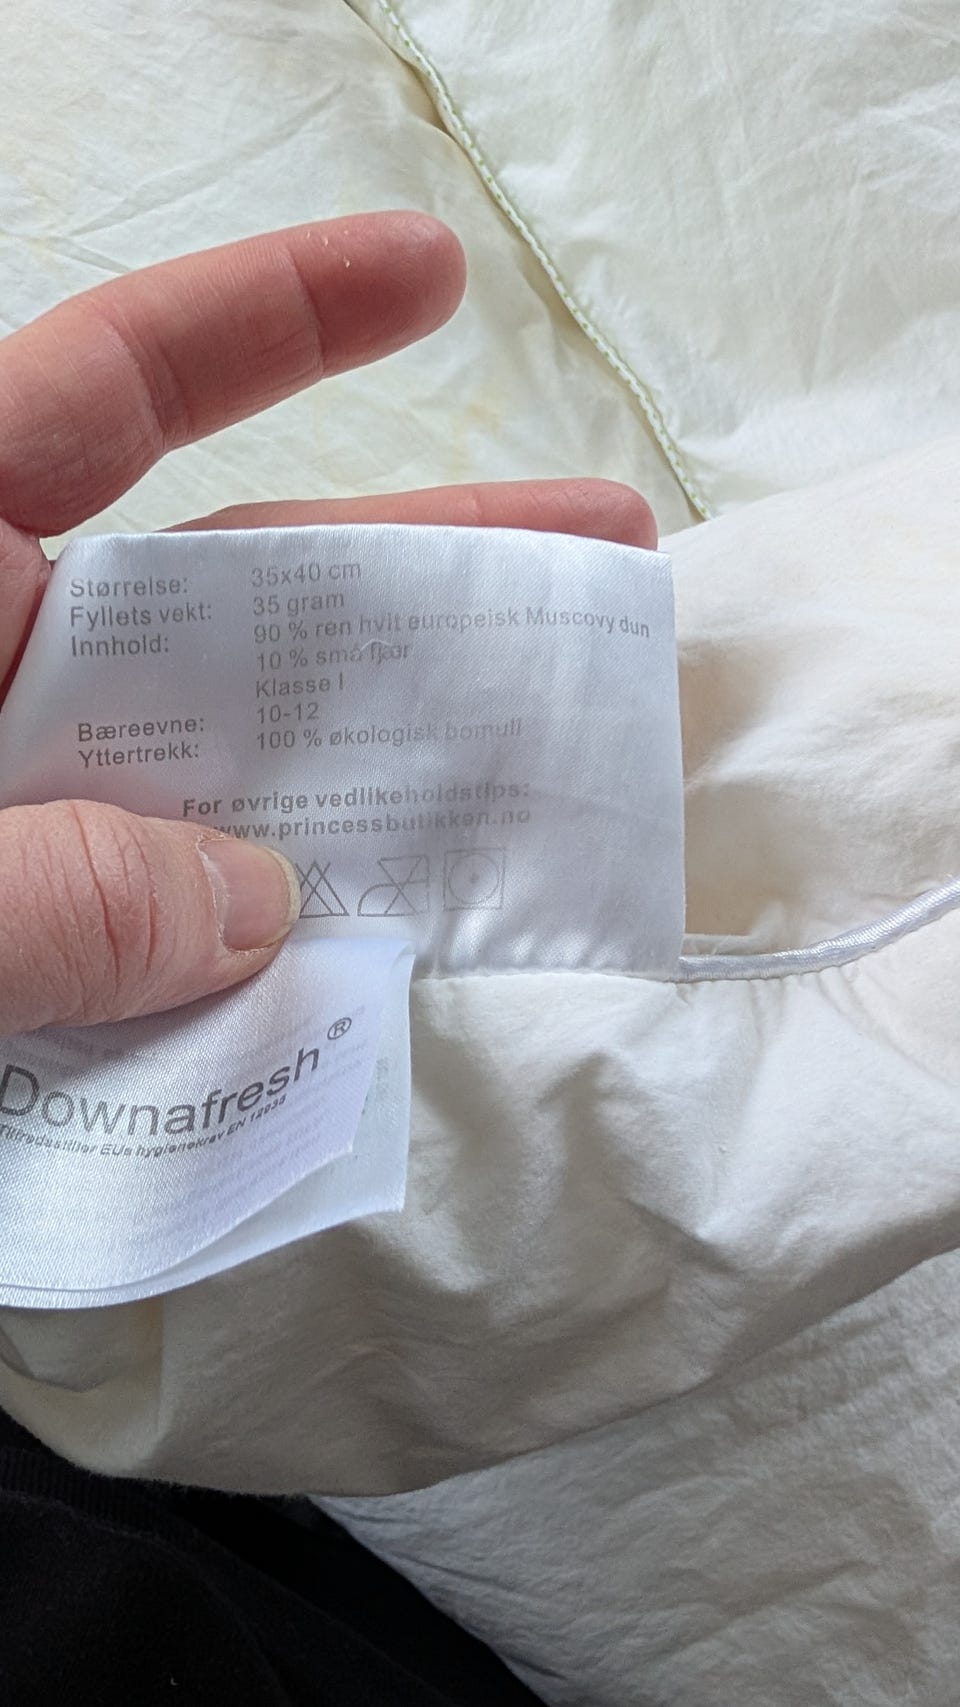 Størrelse: 35x40 cm
Fyllets vekt: 35 gram
Innhold: 90 % ren hvit europeisk Muscovy dun
10 % små fjær
Klasse I
Bæreevne: 10-12
Yttertrekk: 100 % økologisk bomull
For øvrige vedlikeholdstips:
www.princessbutikken.no
Downafresh®
Tilfredsstiller EUs hygienekrav EN 12935